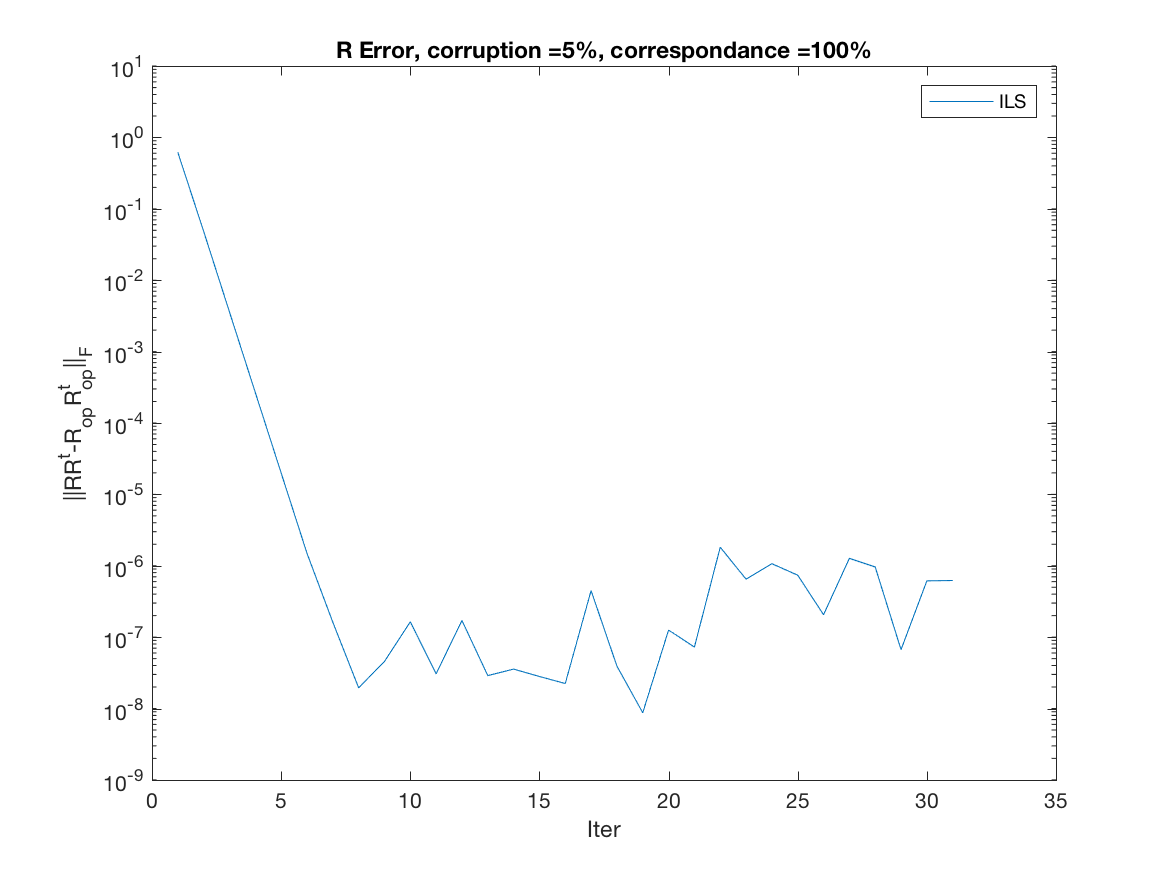 R Error, corruption =5%, correspondance =100%
ILS
10^1
10^0
10^-1
10^-2
10^-3
10^-4
10^-5
10^-6
10^-7
10^-8
10^-9
||RR^t-R_op R^t_op||_F
0 5 10 15 20 25 30 35
Iter